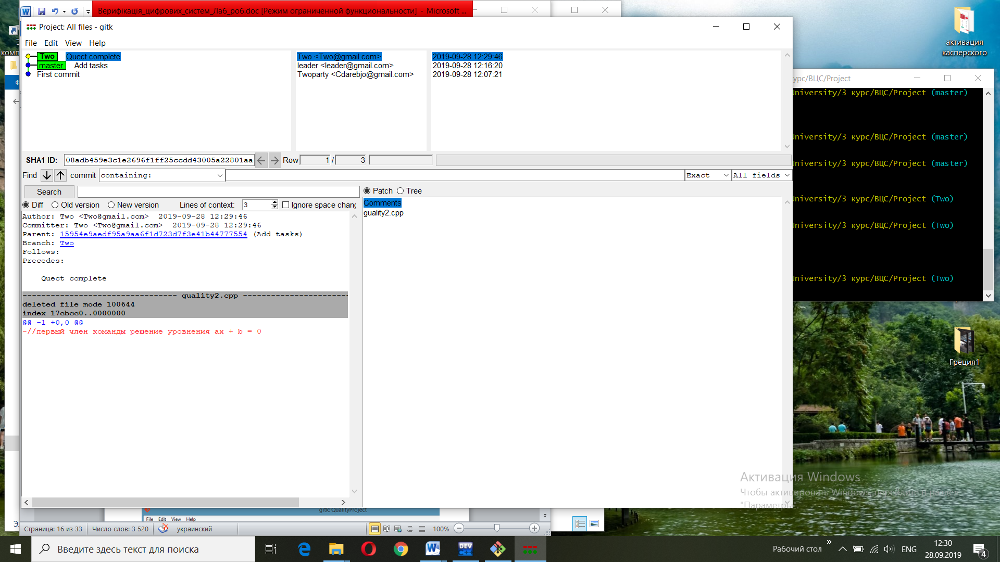 Верифікація_цифрових_систем_Лаб_роб.doc [Режим ограниченной функциональности] - Microsoft ...
Project: All files - gitk
File Edit View Help
Two Quect complete Two <Two@gmail.com> 2019-09-28 12:29:46
master Add tasks leader <leader@gmail.com> 2019-09-28 12:16:20
First commit Twoparty <Cdarebjo@gmail.com> 2019-09-28 12:07:21
SHA1 ID: 08adb459e3c1e2696f1ff25ccdd43005a22801aa Row 1 / 3
Find commit containing: Exact All fields
Search
Patch Tree
Diff Old version New version Lines of context: 3 Ignore space chang
Comments
guality2.cpp
Author: Two <Two@gmail.com> 2019-09-28 12:29:46
Committer: Two <Two@gmail.com> 2019-09-28 12:29:46
Parent: 15954e9aedf95a9aa6f1d723d7f3e41b44777554 (Add tasks)
Branch: Two
Follows:
Precedes:
Quect complete
--------------------------------- guality2.cpp ----------------------
deleted file mode 100644
index 17cbcc0..0000000
@@ -1 +0,0 @@
-//первый член команды решение уровнения ax + b = 0
активация
касперского
урс/ВЦС/Project
University/3 курс/ВЦС/Project (master)
University/3 курс/ВЦС/Project (master)
University/3 курс/ВЦС/Project (master)
University/3 курс/ВЦС/Project (Two)
University/3 курс/ВЦС/Project (Two)
University/3 курс/ВЦС/Project (Two)
Греция1
Активация Windows
Чтобы активировать Windows, перейдите в раздел
"Параметры".
gitk: QualityProject
File Edit View Help
Страница: 16 из 33 Число слов: 3 520 украинский 100%
Введите здесь текст для поиска
DEV
C++
Рабочий стол
ENG
12:30
28.09.2019
4